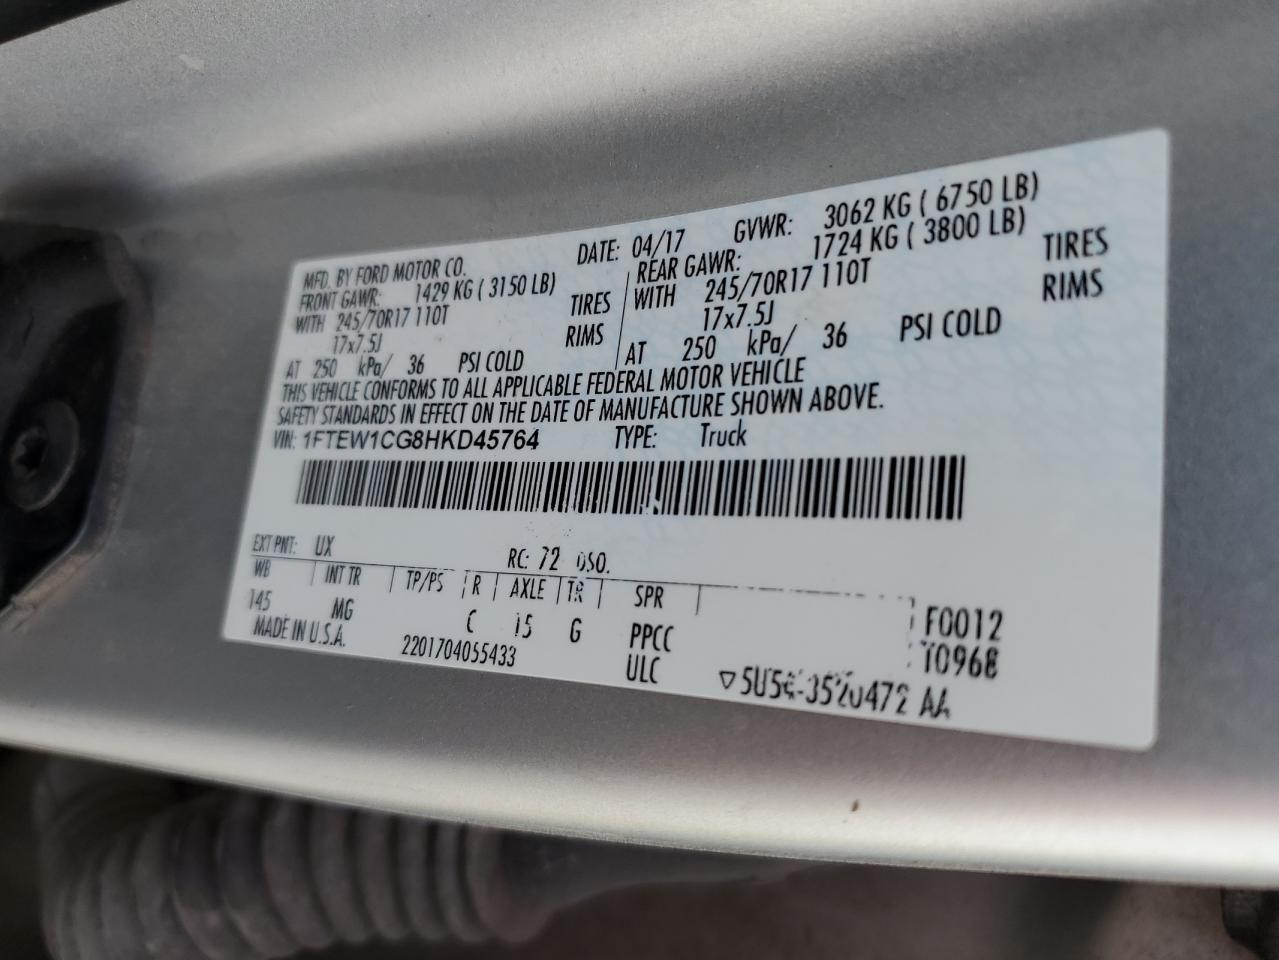 MFD. BY FORD MOTOR CO. DATE: 04/17 GVWR: 3062 KG ( 6750 LB)
FRONT GAWR: 1429 KG ( 3150 LB) REAR GAWR: 1724 KG ( 3800 LB)
WITH 245/70R17 110T TIRES WITH 245/70R17 110T TIRES
17x7.5J RIMS 17x7.5J RIMS
AT 250 kPa/ 36 PSI COLD AT 250 kPa/ 36 PSI COLD
THIS VEHICLE CONFORMS TO ALL APPLICABLE FEDERAL MOTOR VEHICLE
SAFETY STANDARDS IN EFFECT ON THE DATE OF MANUFACTURE SHOWN ABOVE.
VIN: 1FTEW1CG8HKD45764 TYPE: Truck
EXT PNT: UX RC: 72 DSO:
WB INT TR TP/PS R AXLE TR SPR
145 MG C 15 G PPCC F0012
MADE IN U.S.A. 2201704055433 ULC T0968
AA